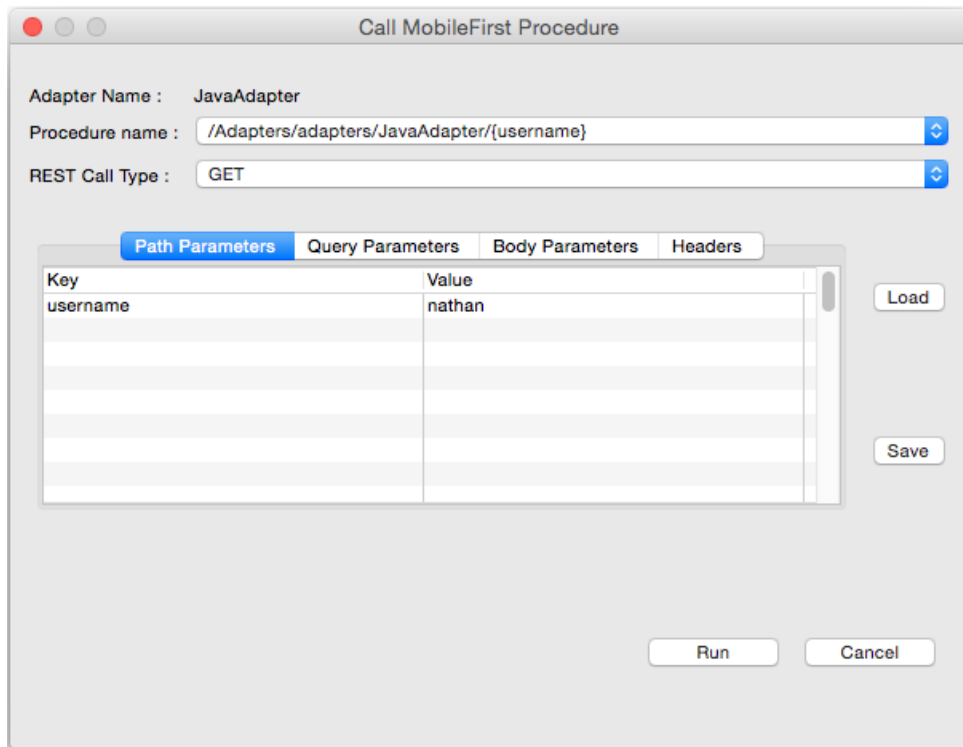 Call MobileFirst Procedure
Adapter Name : JavaAdapter
Procedure name : /Adapters/adapters/JavaAdapter/{username}
REST Call Type : GET
Path Parameters Query Parameters Body Parameters Headers
Key Value
username nathan
Load
Save
Run Cancel